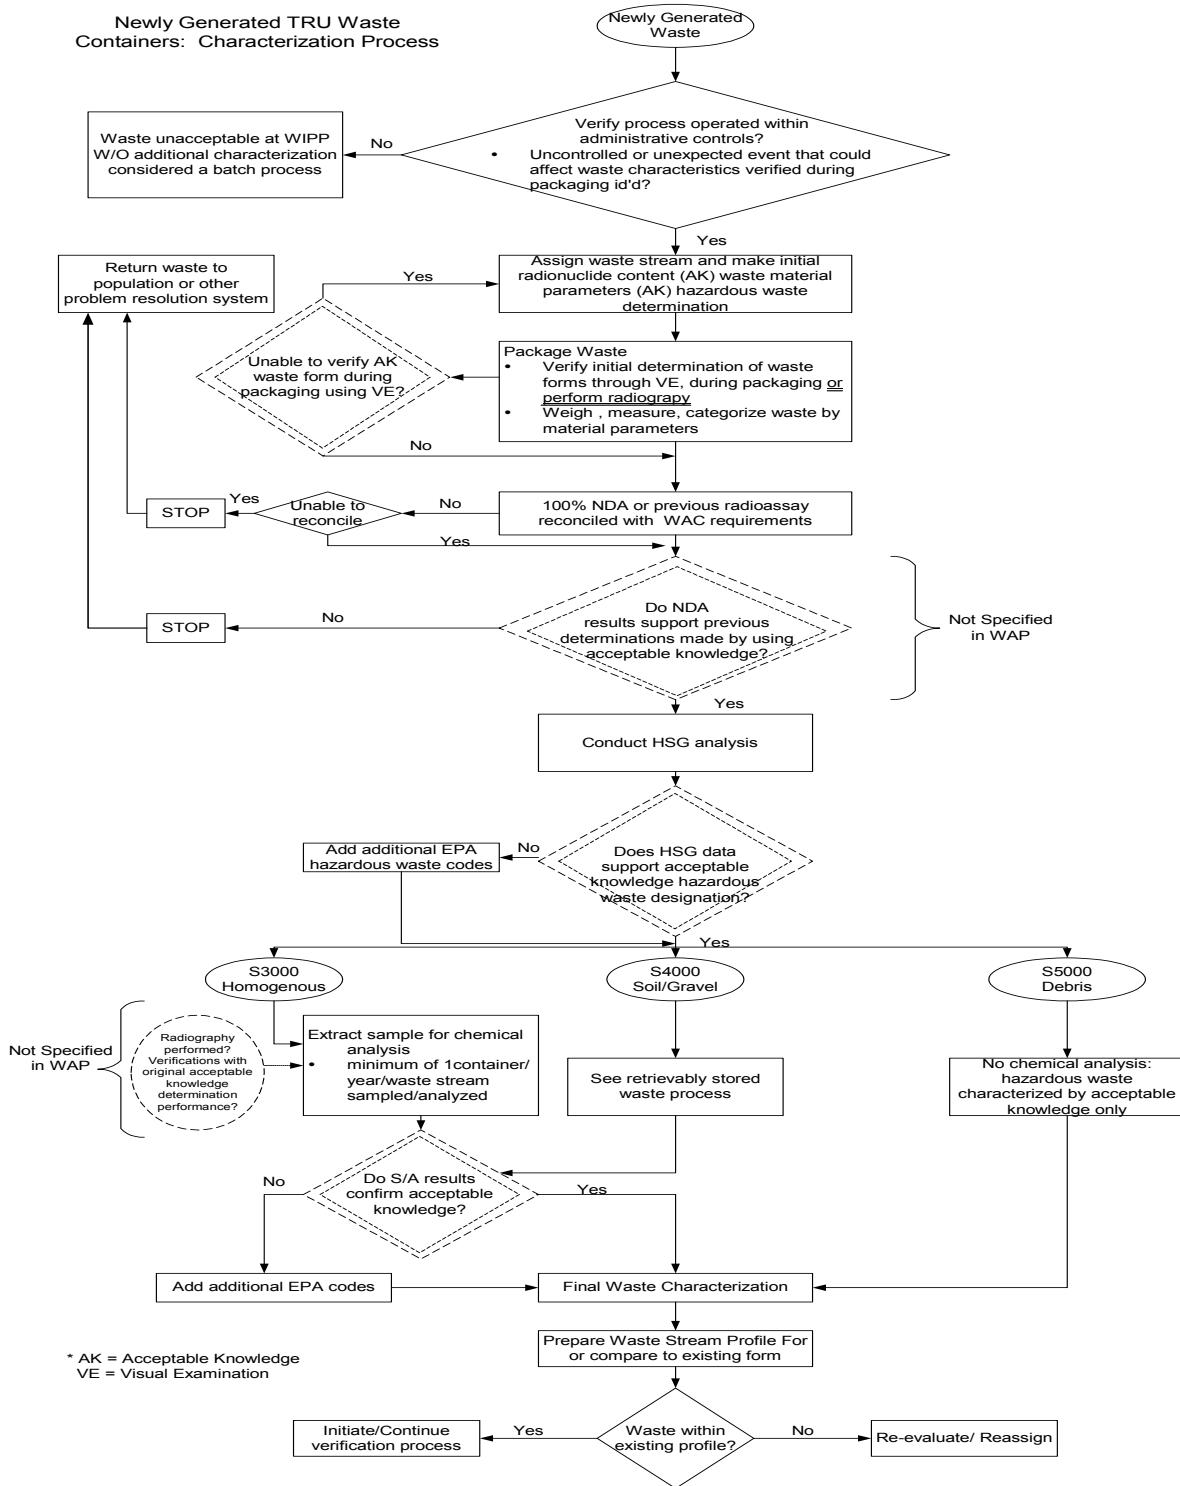 Newly Generated TRU Waste
Containers: Characterization Process
Newly Generated
Waste
Verify process operated within
administrative controls?
• Uncontrolled or unexpected event that could
affect waste characteristics verified during
packaging id'd?
No
Waste unacceptable at WIPP
W/O additional characterization
considered a batch process
Yes
Assign waste stream and make initial
radionuclide content (AK) waste material
parameters (AK) hazardous waste
determination
Return waste to
population or other
problem resolution system
Yes
Unable to verify AK
waste form during
packaging using VE?
Package Waste
• Verify initial determination of waste
forms through VE, during packaging or
perform radiograpy
• Weigh , measure, categorize waste by
material parameters
No
100% NDA or previous radioassay
reconciled with WAC requirements
No
Unable to
reconcile
Yes
STOP
Yes
Do NDA
results support previous
determinations made by using
acceptable knowledge?
No
STOP
Not Specified
in WAP
Yes
Conduct HSG analysis
Does HSG data
support acceptable
knowledge hazardous
waste designation?
No
Add additional EPA
hazardous waste codes
Yes
S3000
Homogenous
S4000
Soil/Gravel
S5000
Debris
Not Specified
in WAP
Radiography
performed?
Verifications with
original acceptable
knowledge
determination
performance?
Extract sample for chemical
analysis
• minimum of 1container/
year/waste stream
sampled/analyzed
See retrievably stored
waste process
No chemical analysis:
hazardous waste
characterized by acceptable
knowledge only
Do S/A results
confirm acceptable
knowledge?
No
Yes
Add additional EPA codes
Final Waste Characterization
Prepare Waste Stream Profile For
or compare to existing form
* AK = Acceptable Knowledge
VE = Visual Examination
Waste within
existing profile?
Yes
Initiate/Continue
verification process
No
Re-evaluate/ Reassign